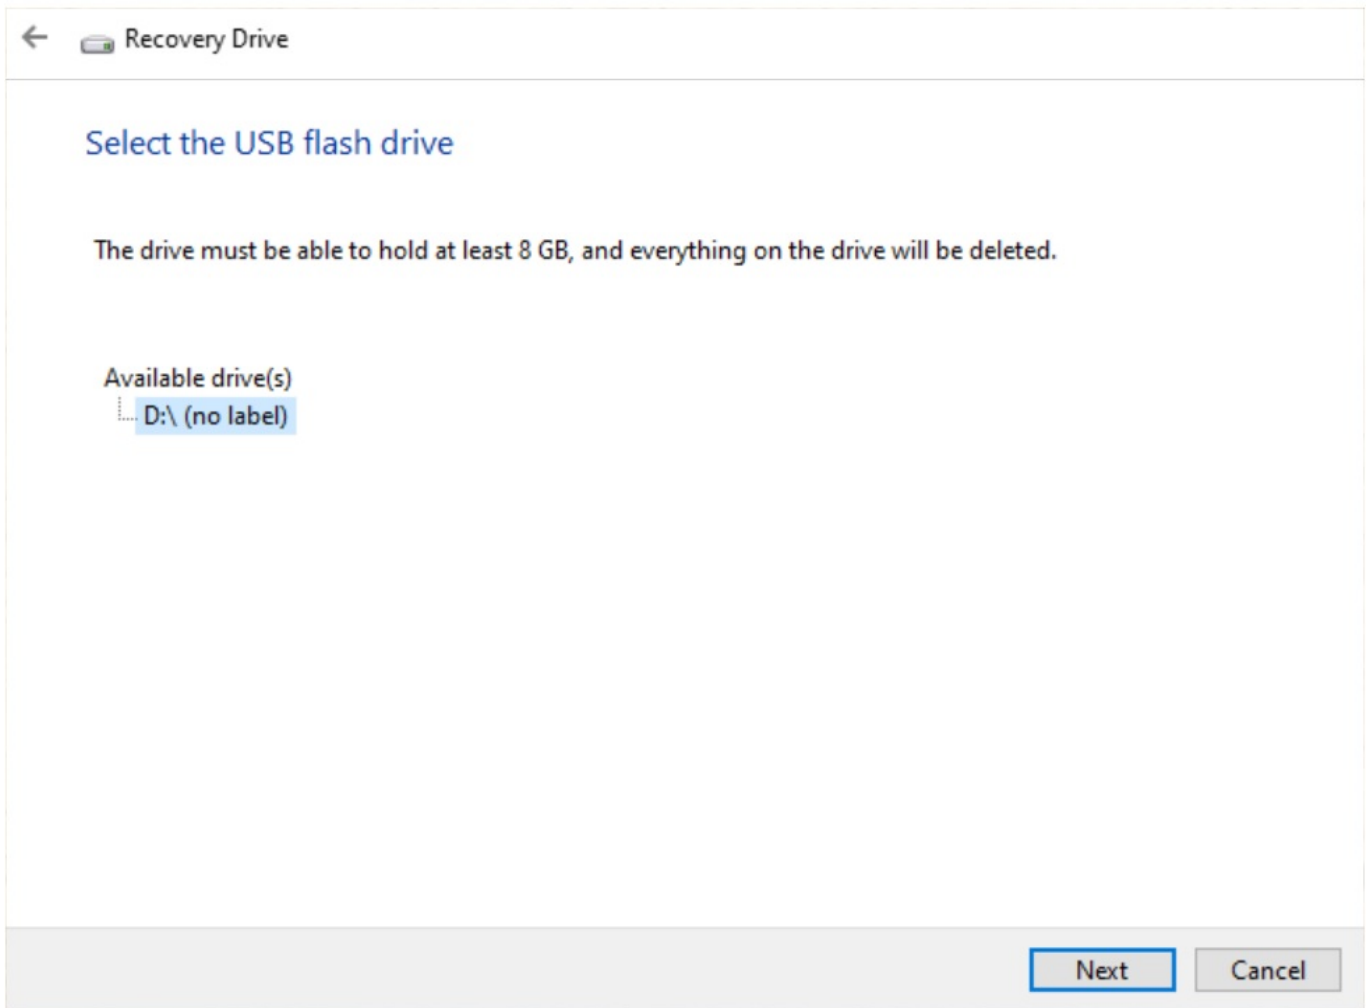 Recovery Drive
Select the USB flash drive
The drive must be able to hold at least 8 GB, and everything on the drive will be deleted.
Available drive(s)
D:\ (no label)
Next Cancel